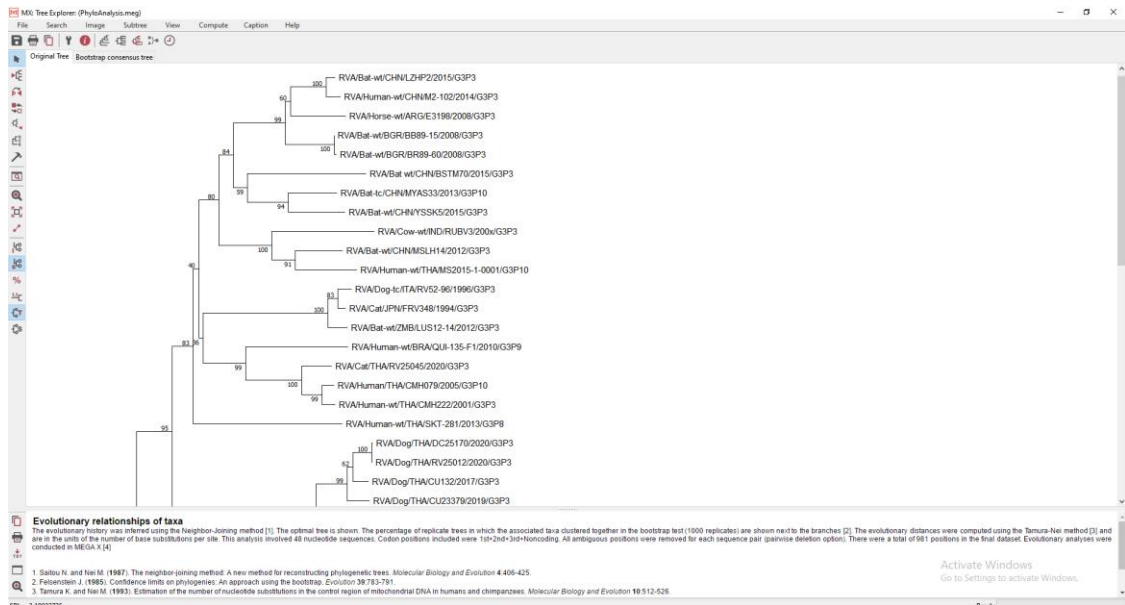 MX: Tree Explorer: (PhyloAnalysis.meg)
File Search Image Subtree View Compute Caption Help
Original Tree Bootstrap consensus tree
RVA/Bat-wt/CHN/LZHP2/2015/G3P3
100
RVA/Human-wt/CHN/M2-102/2014/G3P3
60
RVA/Horse-wt/ARG/E3198/2008/G3P3
99
RVA/Bat-wt/BGR/BB89-15/2008/G3P3
100
RVA/Bat-wt/BGR/BR89-60/2008/G3P3
84
RVA/Bat wt/CHN/BSTM70/2015/G3P3
59
RVA/Bat-tc/CHN/MYAS33/2013/G3P10
80
94
RVA/Bat-wt/CHN/YSSK5/2015/G3P3
RVA/Cow-wt/IND/RUBV3/200x/G3P3
100
RVA/Bat-wt/CHN/MSLH14/2012/G3P3
91
RVA/Human-wt/THA/MS2015-1-0001/G3P10
40
RVA/Dog-tc/ITA/RV52-96/1996/G3P3
83
RVA/Cat/JPN/FRV348/1994/G3P3
100
RVA/Bat-wt/ZMB/LUS12-14/2012/G3P3
83 36
RVA/Human-wt/BRA/QUI-135-F1/2010/G3P9
99
RVA/Cat/THA/RV25045/2020/G3P3
100
RVA/Human/THA/CMH079/2005/G3P10
99
RVA/Human-wt/THA/CMH222/2001/G3P3
RVA/Human-wt/THA/SKT-281/2013/G3P8
95
RVA/Dog/THA/DC25170/2020/G3P3
100
RVA/Dog/THA/RV25012/2020/G3P3
62
RVA/Dog/THA/CU132/2017/G3P3
99
RVA/Dog/THA/CU23379/2019/G3P3
Evolutionary relationships of taxa
The evolutionary history was inferred using the Neighbor-Joining method [1]. The optimal tree is shown. The percentage of replicate trees in which the associated taxa clustered together in the bootstrap test (1000 replicates) are shown next to the branches [2]. The evolutionary distances were computed using the Tamura-Nei method [3] and
are in the units of the number of base substitutions per site. This analysis involved 48 nucleotide sequences. Codon positions included were 1st+2nd+3rd+Noncoding. All ambiguous positions were removed for each sequence pair (pairwise deletion option). There were a total of 981 positions in the final dataset. Evolutionary analyses were
conducted in MEGA X [4]
1. Saitou N. and Nei M. (1987). The neighbor-joining method: A new method for reconstructing phylogenetic trees. Molecular Biology and Evolution 4:406-425.
2. Felsenstein J. (1985). Confidence limits on phylogenies: An approach using the bootstrap. Evolution 39:783-791.
3. Tamura K. and Nei M. (1993). Estimation of the number of nucleotide substitutions in the control region of mitochondrial DNA in humans and chimpanzees. Molecular Biology and Evolution 10:512-526.
Activate Windows
Go to Settings to activate Windows.